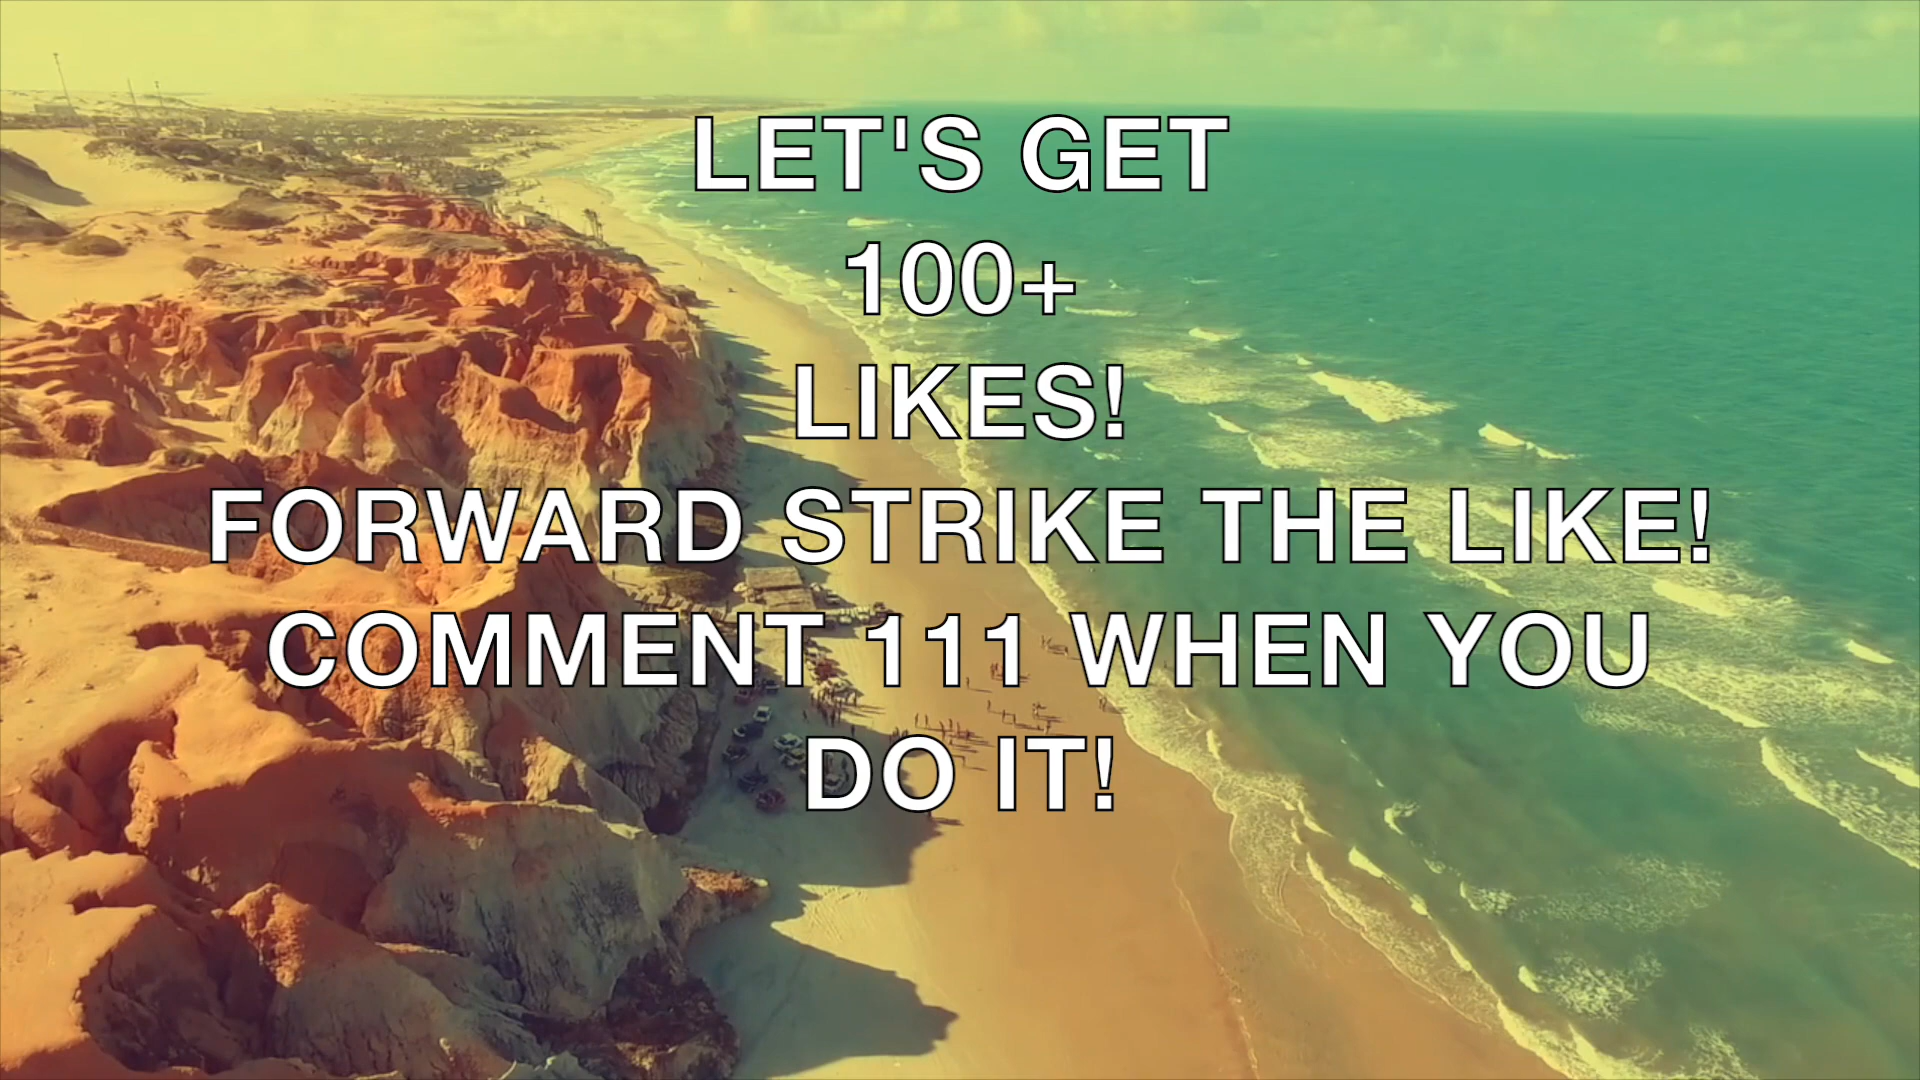 LET'S GET
100+
LIKES!
FORWARD STRIKE THE LIKE!
COMMENT 111 WHEN YOU
DO IT!